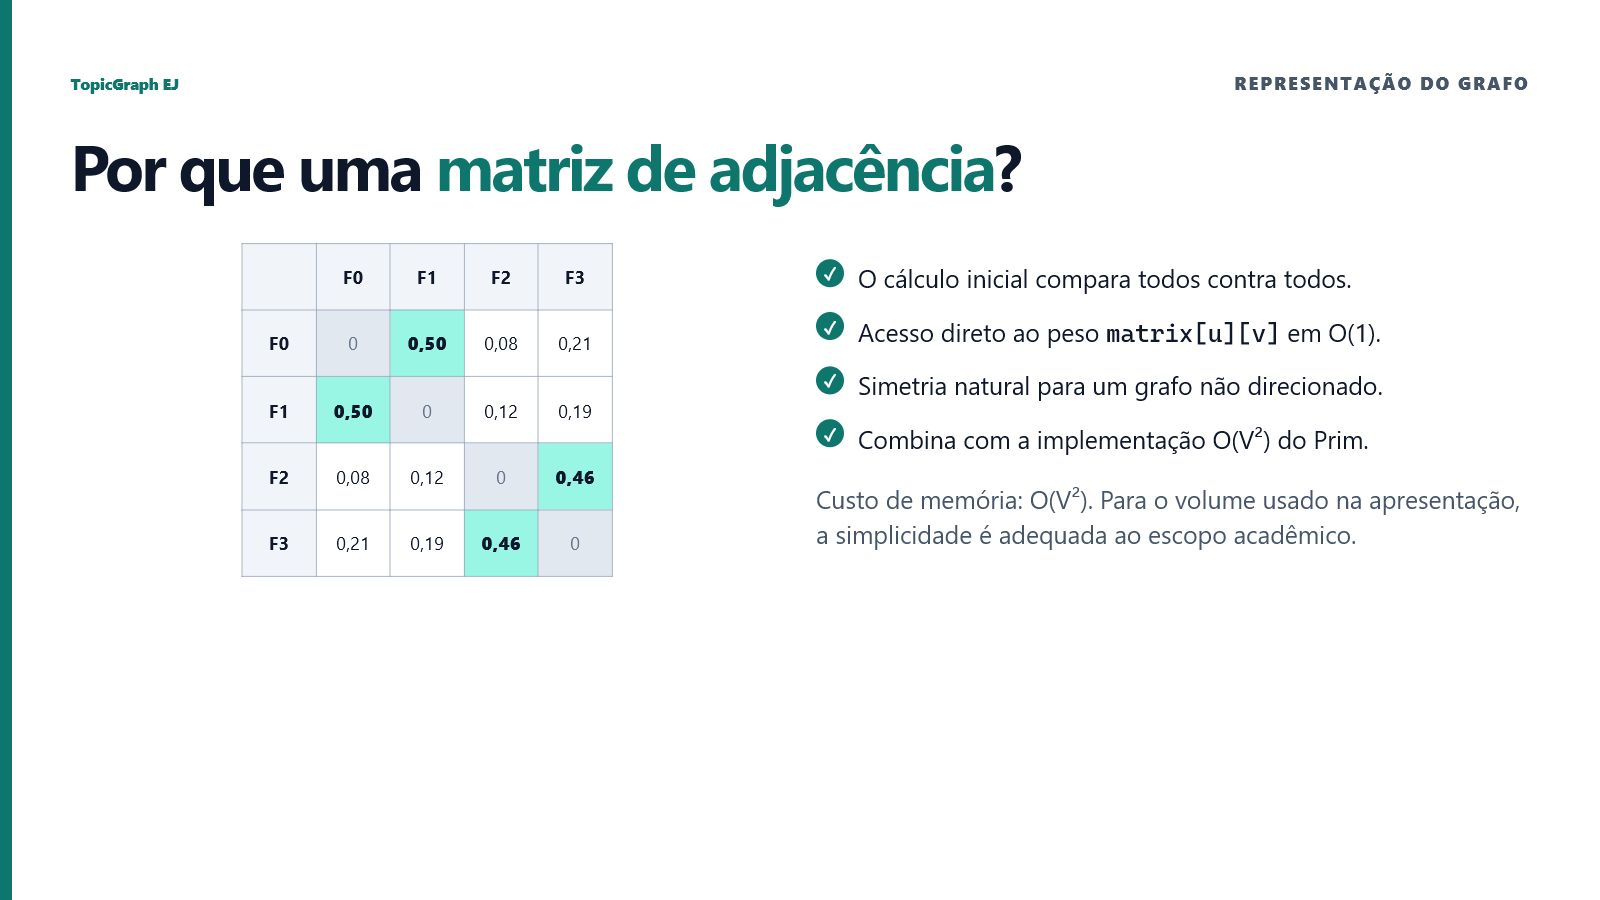 TopicGraph EJ
REPRESENTAÇÃO DO GRAFO
Por que uma matriz de adjacência?
F0 F1 F2 F3
F0 0 0,50 0,08 0,21
F1 0,50 0 0,12 0,19
F2 0,08 0,12 0 0,46
F3 0,21 0,19 0,46 0
O cálculo inicial compara todos contra todos.
Acesso direto ao peso matrix[u][v] em O(1).
Simetria natural para um grafo não direcionado.
Combina com a implementação O(V²) do Prim.
Custo de memória: O(V²). Para o volume usado na apresentação,
a simplicidade é adequada ao escopo acadêmico.